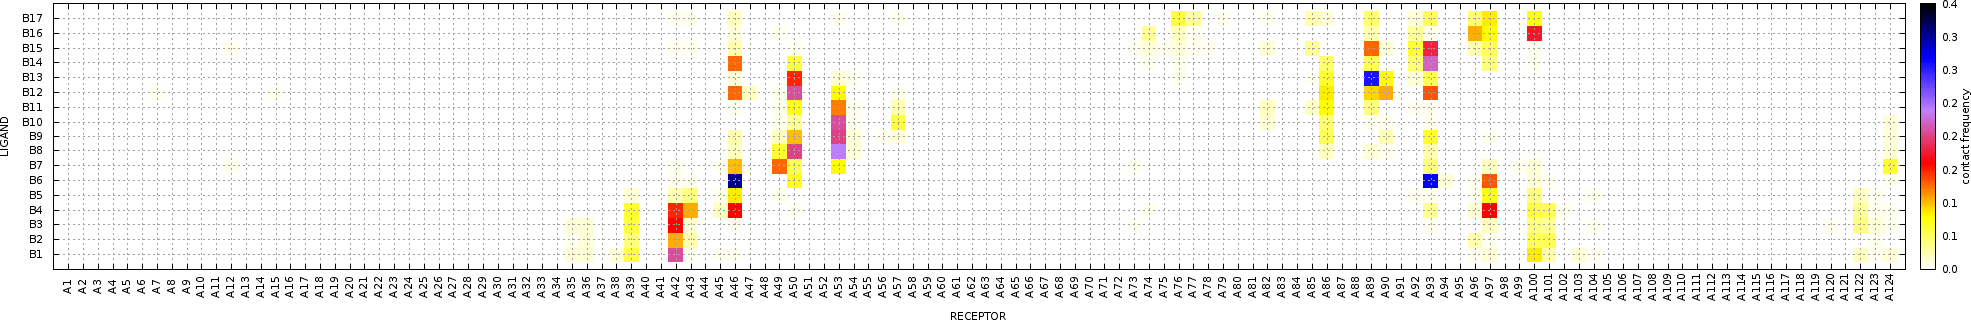 B17
B16
B15
B14
B13
B12
B11
B10
B9
B8
B7
B6
B5
B4
B3
B2
B1
LIGAND
A1 A2 A3 A4 A5 A6 A7 A8 A9 A10 A11 A12 A13 A14 A15 A16 A17 A18 A19 A20 A21 A22 A23 A24 A25 A26 A27 A28 A29 A30 A31 A32 A33 A34 A35 A36 A37 A38 A39 A40 A41 A42 A43 A44 A45 A46 A47 A48 A49 A50 A51 A52 A53 A54 A55 A56 A57 A58 A59 A60 A61 A62 A63 A64 A65 A66 A67 A68 A69 A70 A71 A72 A73 A74 A75 A76 A77 A78 A79 A80 A81 A82 A83 A84 A85 A86 A87 A88 A89 A90 A91 A92 A93 A94 A95 A96 A97 A98 A99 A100 A101 A102 A103 A104 A105 A106 A107 A108 A109 A110 A111 A112 A113 A114 A115 A116 A117 A118 A119 A120 A121 A122 A123 A124
RECEPTOR
0.4
0.3
0.3
0.2
0.2
0.2
0.1
0.1
0.0
contact frequency